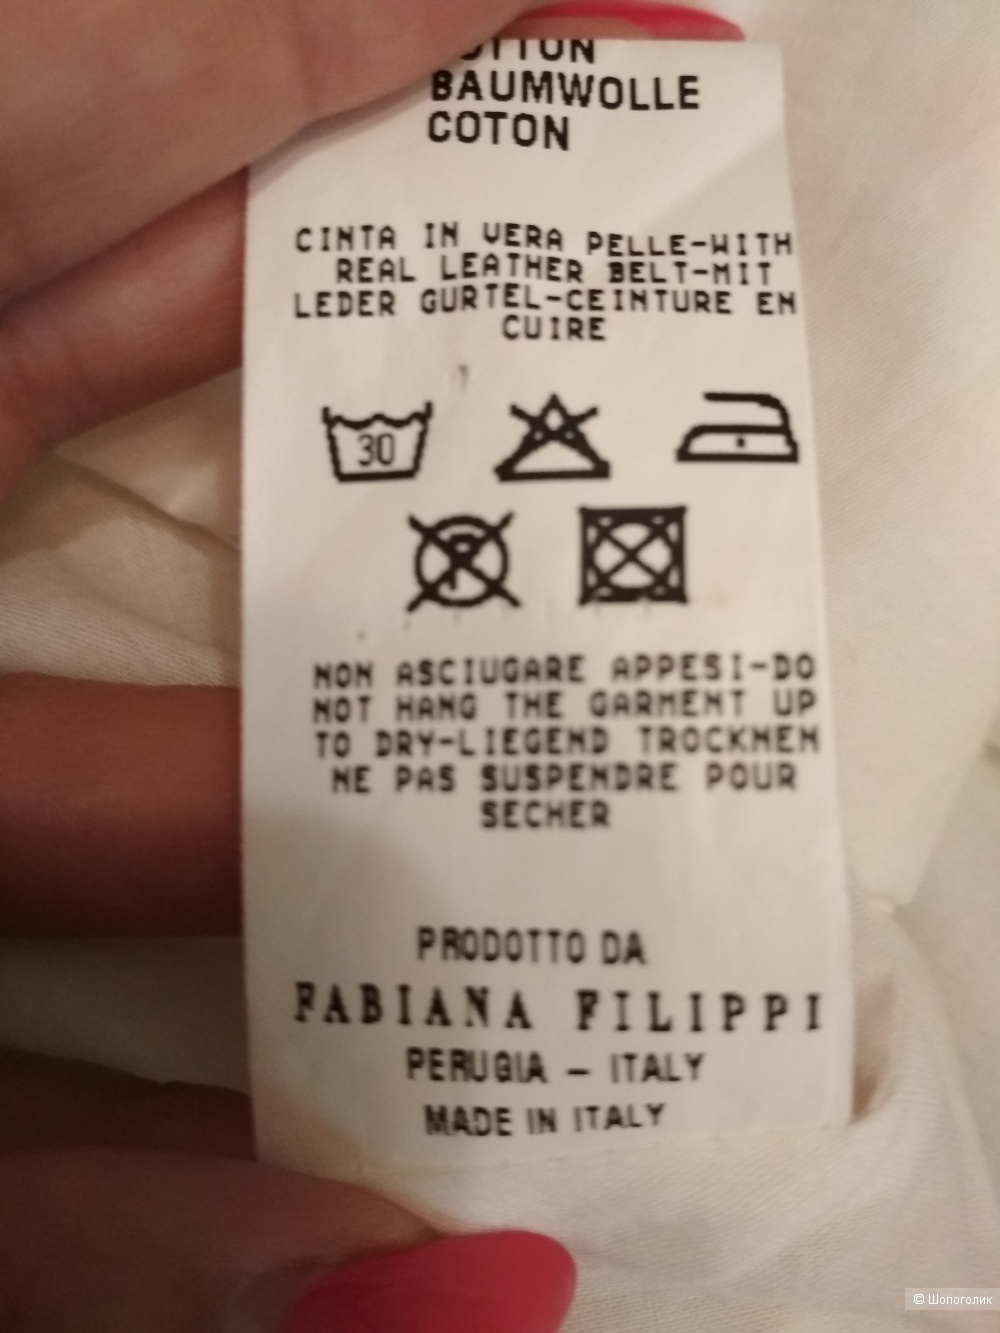 COTTON
BAUMWOLLE
COTON
CINTA IN VERA PELLE-WITH
REAL LEATHER BELT-MIT
LEDER GURTEL-CEINTURE EN
CUIRE
30
P
NON ASCIUGARE APPESI-DO
NOT HANG THE GARMENT UP
TO DRY-LIEGEND TROCKNEN
NE PAS SUSPENDRE POUR
SECHER
PRODOTTO DA
FABIANA FILIPPI
PERUGIA – ITALY
MADE IN ITALY
© Шопоголик